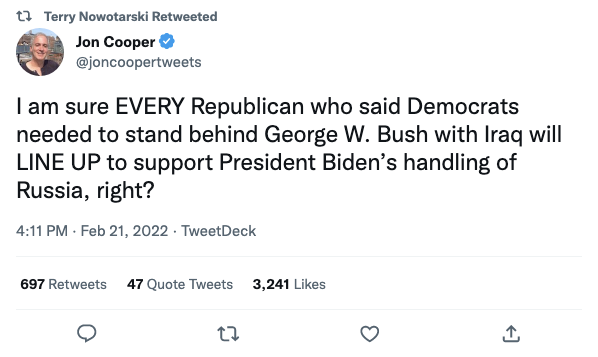 Terry Nowotarski Retweeted
Jon Cooper
@joncoopertweets
I am sure EVERY Republican who said Democrats
needed to stand behind George W. Bush with Iraq will
LINE UP to support President Biden’s handling of
Russia, right?
4:11 PM · Feb 21, 2022 · TweetDeck
697 Retweets 47 Quote Tweets 3,241 Likes